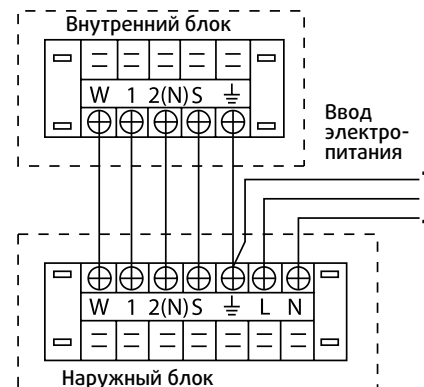 Внутренний блок
W 1 2(N) S ⏚
Ввод
электро-
питания
W 1 2(N) S ⏚ L N
Наружный блок